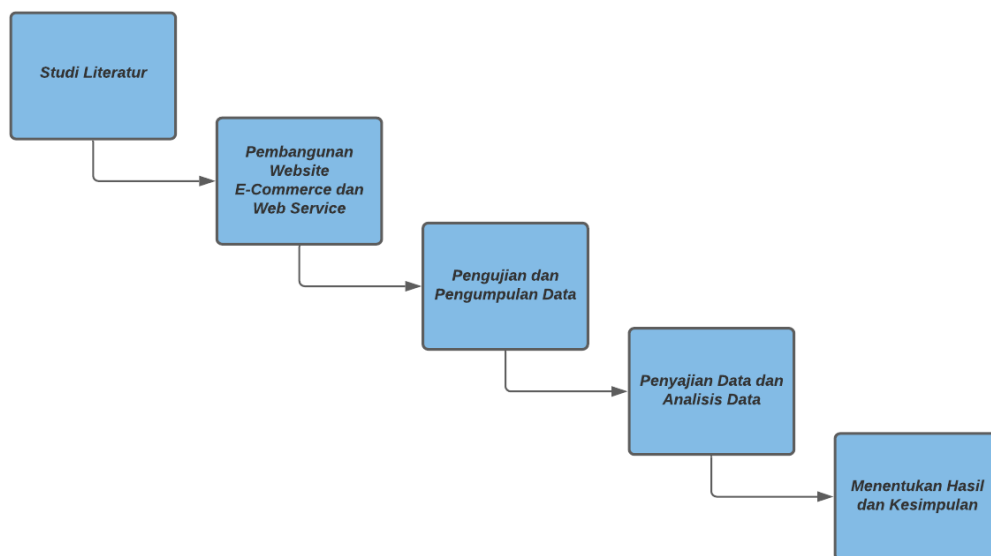 Studi Literatur
Pembangunan
Website
E-Commerce dan
Web Service
Pengujian dan
Pengumpulan Data
Penyajian Data dan
Analisis Data
Menentukan Hasil
dan Kesimpulan